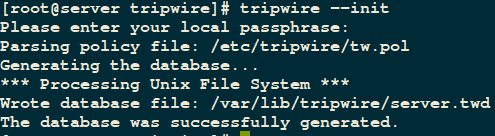 [root@server tripwire]# tripwire --init
Please enter your local passphrase:
Parsing policy file: /etc/tripwire/tw.pol
Generating the database...
*** Processing Unix File System ***
Wrote database file: /var/lib/tripwire/server.twd
The database was successfully generated.